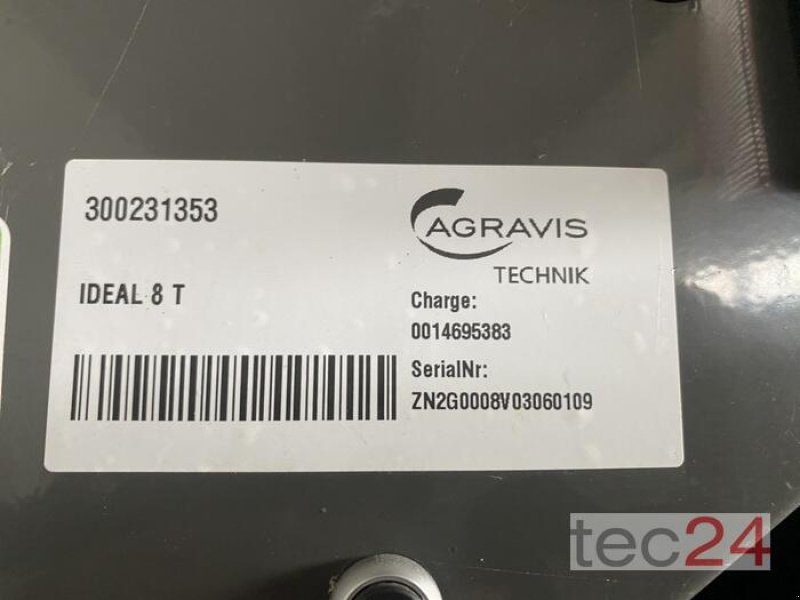 300231353
AGRAVIS
TECHNIK
IDEAL 8 T
Charge:
0014695383
SerialNr:
ZN2G0008V03060109
tec24